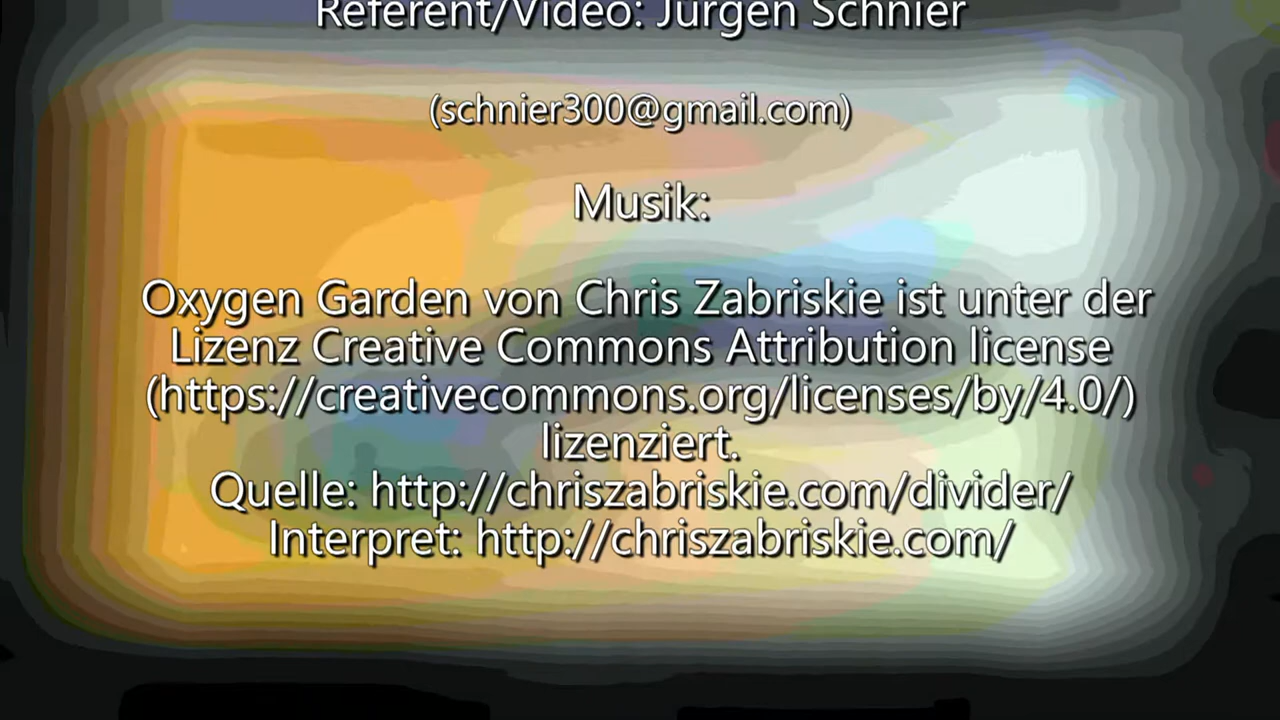 Referent/Video: Jürgen Schnier
(schnier300@gmail.com)
Musik:
Oxygen Garden von Chris Zabriskie ist unter der
Lizenz Creative Commons Attribution license
(https://creativecommons.org/licenses/by/4.0/)
lizenziert.
Quelle: http://chriszabriskie.com/divider/
Interpret: http://chriszabriskie.com/